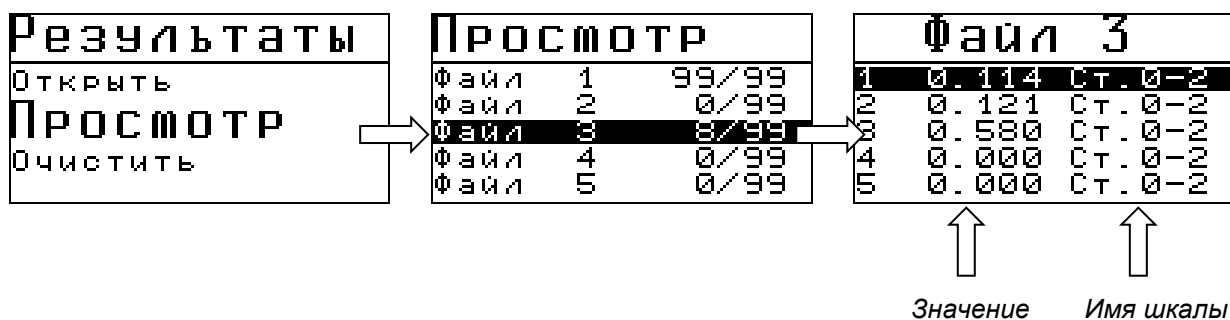 Результаты
Открыть
Просмотр
Очистить
Просмотр
Файл 1 99/99
Файл 2 0/99
Файл 3 8/99
Файл 4 0/99
Файл 5 0/99
Файл 3
1 0.114 Ст.0-2
2 0.121 Ст.0-2
3 0.580 Ст.0-2
4 0.000 Ст.0-2
5 0.000 Ст.0-2
Значение Имя шкалы